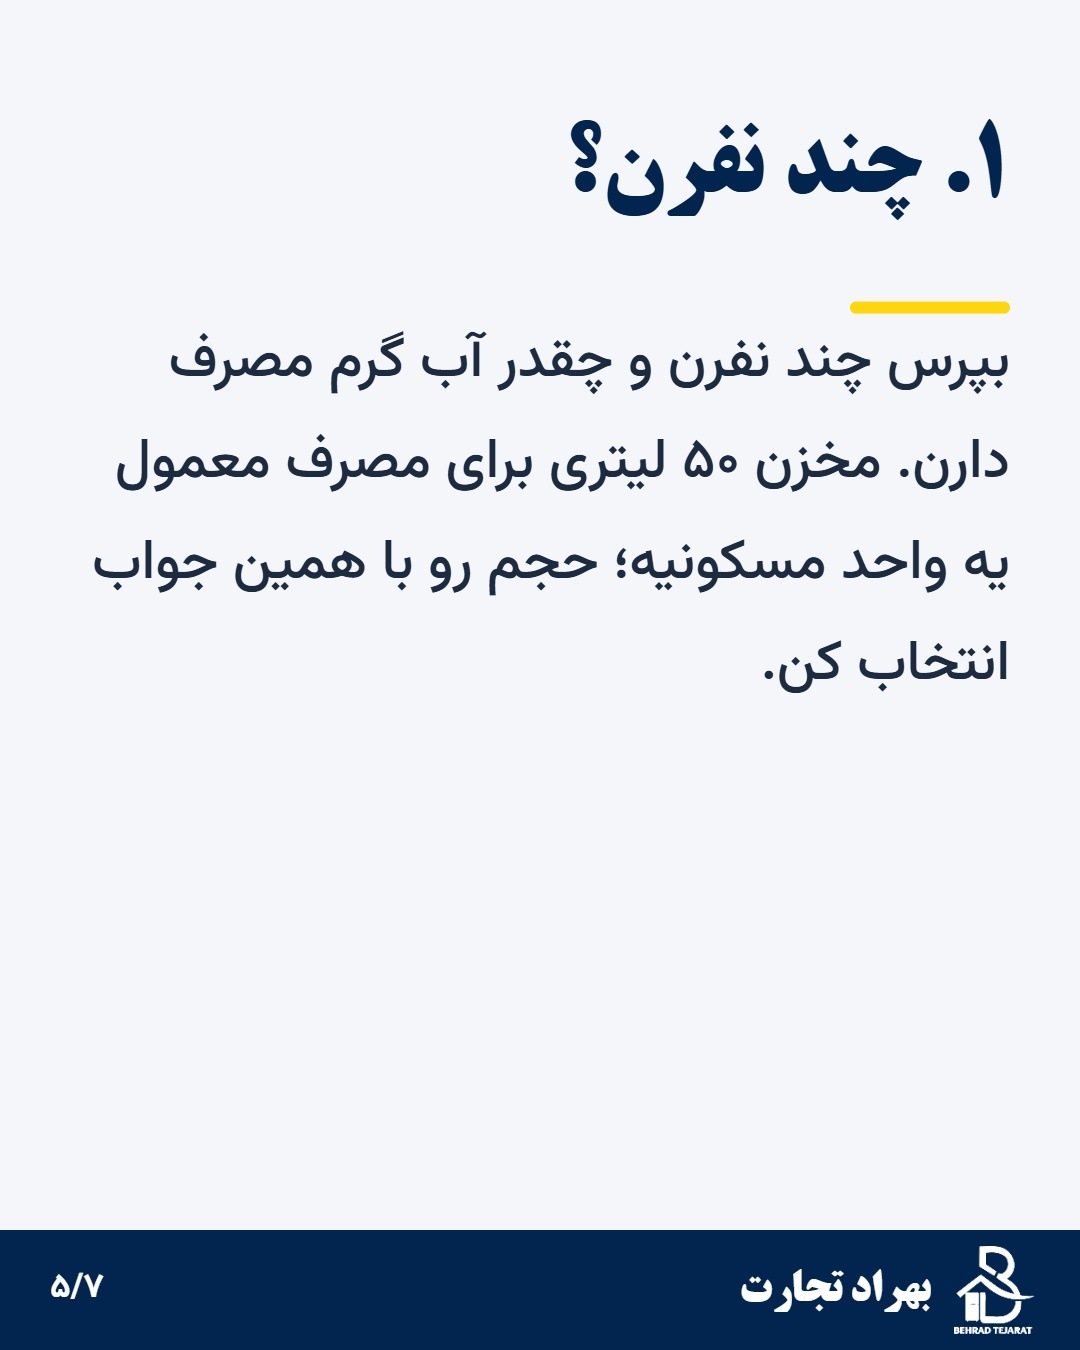 ۱. چند نفرن؟
بپرس چند نفرن و چقدر آب گرم مصرف
دارن. مخزن ۵۰ لیتری برای مصرف معمول
یه واحد مسکونیه؛ حجم رو با همین جواب
انتخاب کن.
بهراد تجارت
BEHRAD TEJARAT
۵/۷